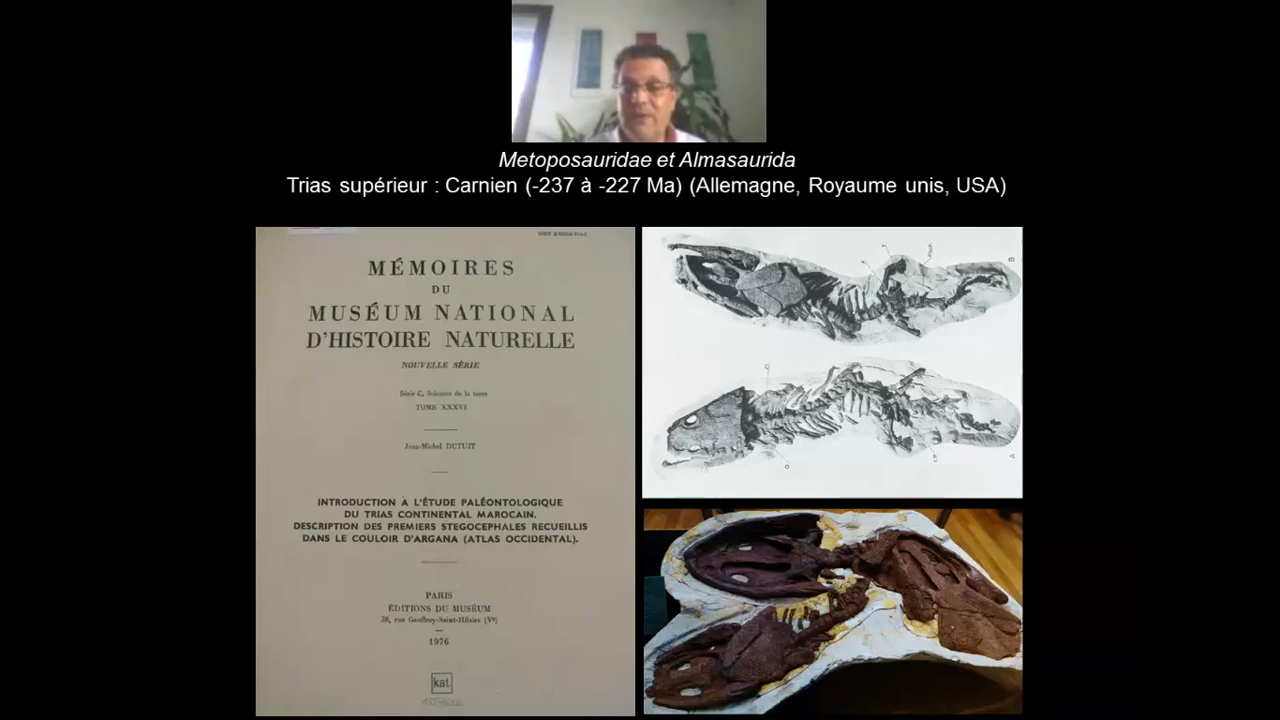 Metoposauridae et Almasaurida
Trias supérieur : Carnien (-237 à -227 Ma) (Allemagne, Royaume unis, USA)
MÉMOIRES
DU
MUSÉUM NATIONAL
D'HISTOIRE NATURELLE
NOUVELLE SÉRIE
Série C, Sciences de la terre
TOME XXXVI
Jean-Michel DUTUIT
INTRODUCTION À L'ÉTUDE PALÉONTOLOGIQUE
DU TRIAS CONTINENTAL MAROCAIN.
DESCRIPTION DES PREMIERS STEGOCEPHALES RECUEILLIS
DANS LE COULOIR D'ARGANA (ATLAS OCCIDENTAL).
PARIS
ÉDITIONS DU MUSÉUM
38, rue Geoffroy-Saint-Hilaire (Vᵉ)
1976
kat
B
A